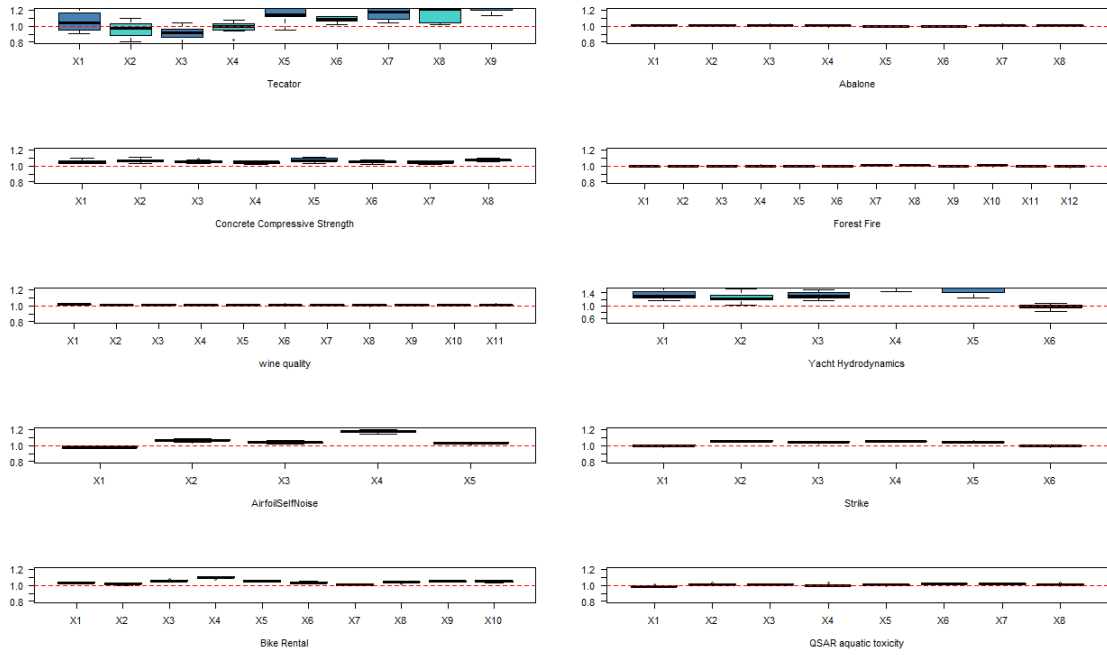 1.2
1.0
0.8
X1 X2 X3 X4 X5 X6 X7 X8 X9
Tecator
1.2
1.0
0.8
X1 X2 X3 X4 X5 X6 X7 X8
Abalone
1.2
1.0
0.8
X1 X2 X3 X4 X5 X6 X7 X8
Concrete Compressive Strength
1.2
1.0
0.8
X1 X2 X3 X4 X5 X6 X7 X8 X9 X10 X11 X12
Forest Fire
1.2
1.0
0.8
X1 X2 X3 X4 X5 X6 X7 X8 X9 X10 X11
wine quality
1.4
1.0
0.6
X1 X2 X3 X4 X5 X6
Yacht Hydrodynamics
1.2
1.0
0.8
X1 X2 X3 X4 X5
AirfoilSelfNoise
1.2
1.0
0.8
X1 X2 X3 X4 X5 X6
Strike
1.2
1.0
0.8
X1 X2 X3 X4 X5 X6 X7 X8 X9 X10
Bike Rental
1.2
1.0
0.8
X1 X2 X3 X4 X5 X6 X7 X8
QSAR aquatic toxicity